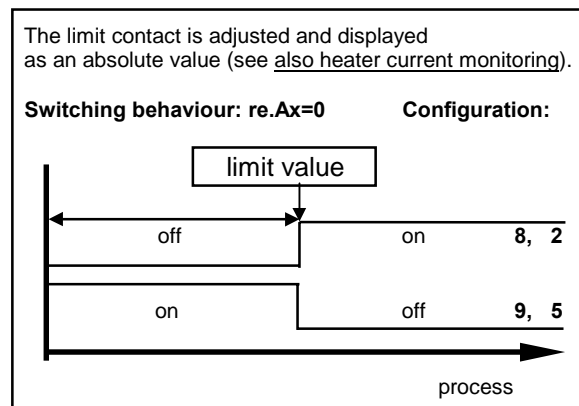 The limit contact is adjusted and displayed
as an absolute value (see also heater current monitoring).
Switching behaviour: re.Ax=0 Configuration:
limit value
off on 8, 2
on off 9, 5
process